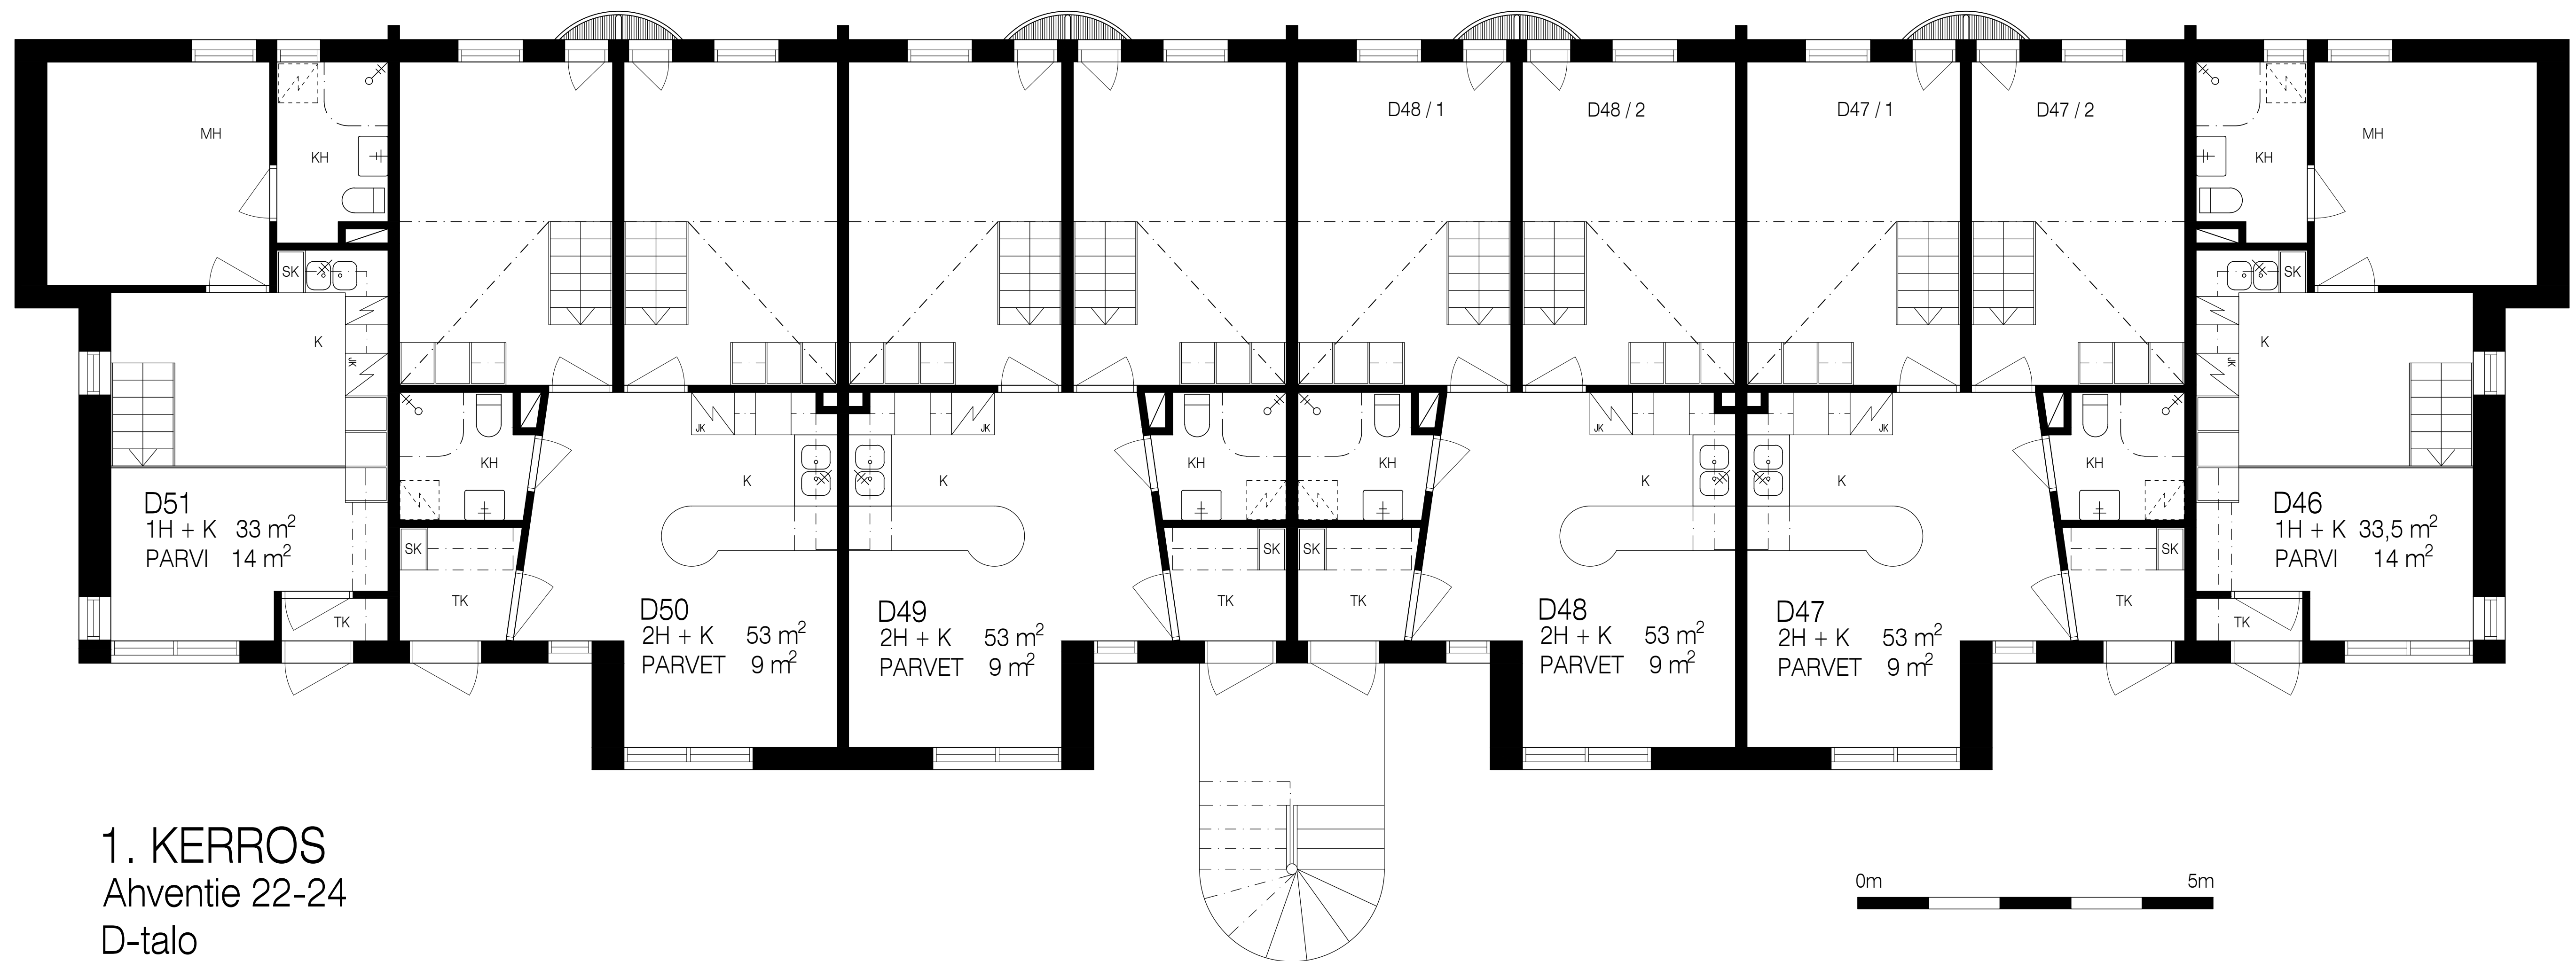 D48 / 1
D48 / 2
D47 / 1
D47 / 2
MH
MH
KH
KH
SK
SK
K
K
JK
JK
JK
JK
JK
JK
KH
K
K
KH
KH
K
K
KH
D51
1H + K 33 m²
PARVI 14 m²
D46
1H + K 33,5 m²
PARVI 14 m²
SK
SK
SK
SK
TK
TK
TK
TK
TK
TK
D50
2H + K 53 m²
PARVET 9 m²
D49
2H + K 53 m²
PARVET 9 m²
D48
2H + K 53 m²
PARVET 9 m²
D47
2H + K 53 m²
PARVET 9 m²
1. KERROS
Ahventie 22-24
D-talo
0m
5m